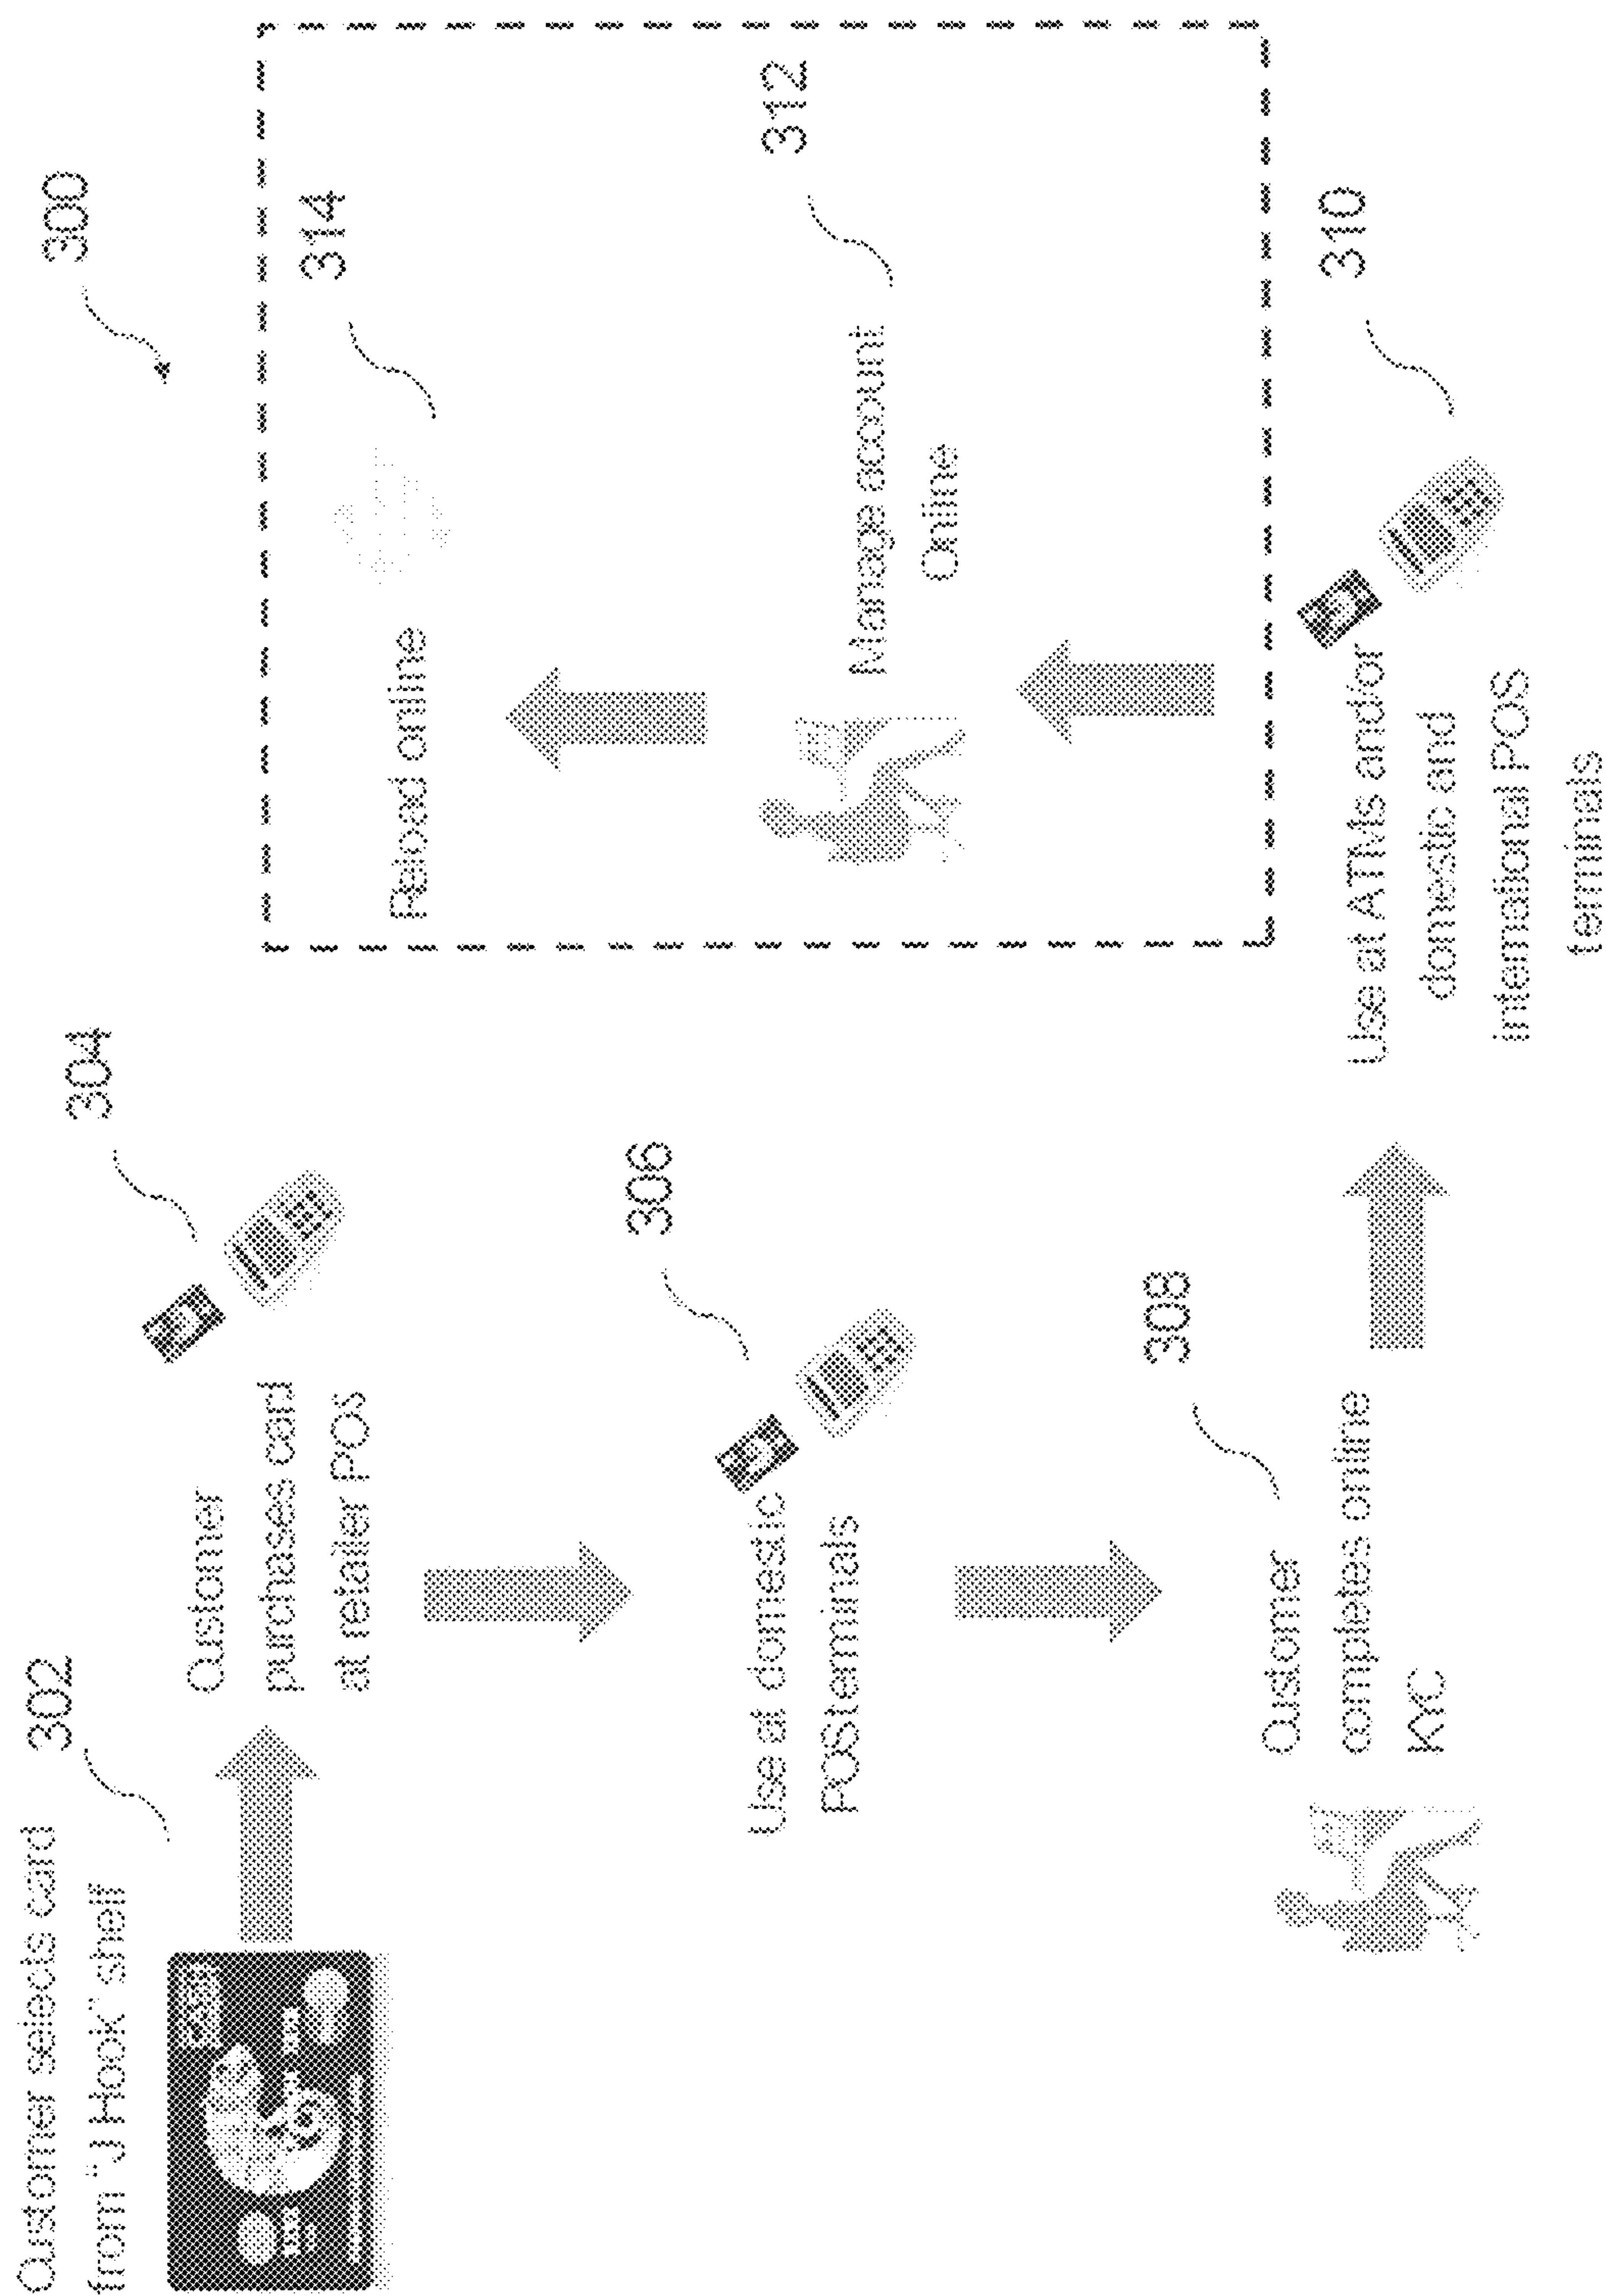 300
Customer selects card
from "J Hook" shelf
302
Customer
purchases card
at retailer POS
304
Use at domestic
POSterminals
306
Customer
completes online
KYC
308
Use at ATMs and/or
domestic and
international POS
terminals
310
Manage account
Online
312
Reload online
314